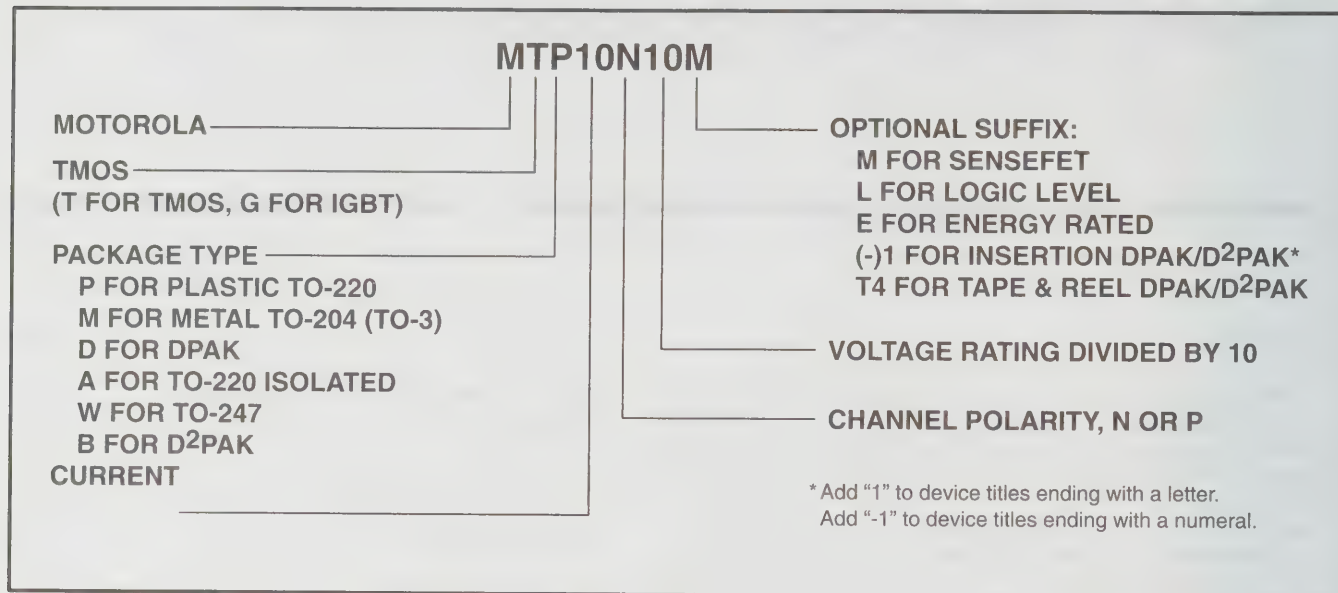 MTP10N10M
MOTOROLA
TMOS
(T FOR TMOS, G FOR IGBT)
PACKAGE TYPE
P FOR PLASTIC TO-220
M FOR METAL TO-204 (TO-3)
D FOR DPAK
A FOR TO-220 ISOLATED
W FOR TO-247
B FOR D2PAK
CURRENT
OPTIONAL SUFFIX:
M FOR SENSEFET
L FOR LOGIC LEVEL
E FOR ENERGY RATED
(-)1 FOR INSERTION DPAK/D2PAK*
T4 FOR TAPE & REEL DPAK/D2PAK
VOLTAGE RATING DIVIDED BY 10
CHANNEL POLARITY, N OR P
* Add “1” to device titles ending with a letter.
Add “-1” to device titles ending with a numeral.